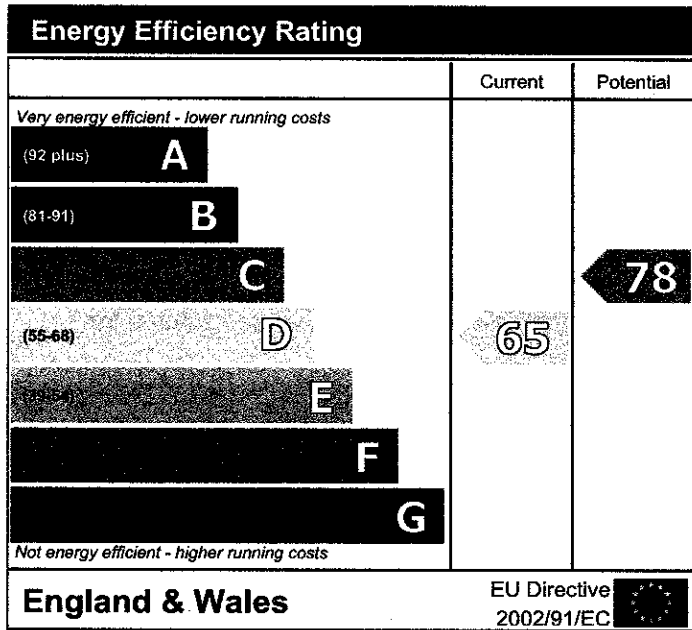 Energy Efficiency Rating
Current Potential
Very energy efficient - lower running costs
(92 plus) A
(81-91) B
C
78
(55-68) D
65
E
F
G
Not energy efficient - higher running costs
England & Wales
EU Directive
2002/91/EC